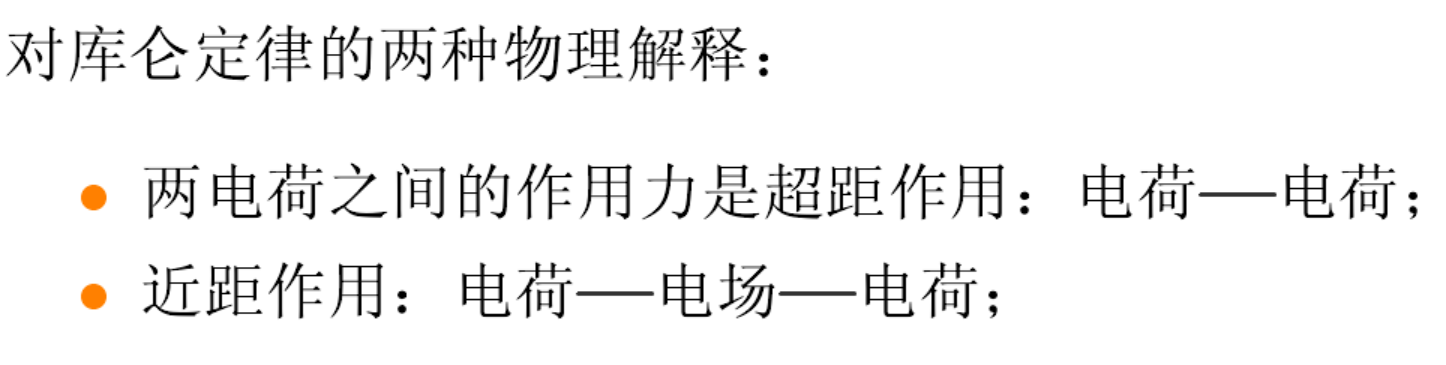 对库仑定律的两种物理解释：
两电荷之间的作用力是超距作用：电荷——电荷；
近距作用：电荷——电场——电荷；